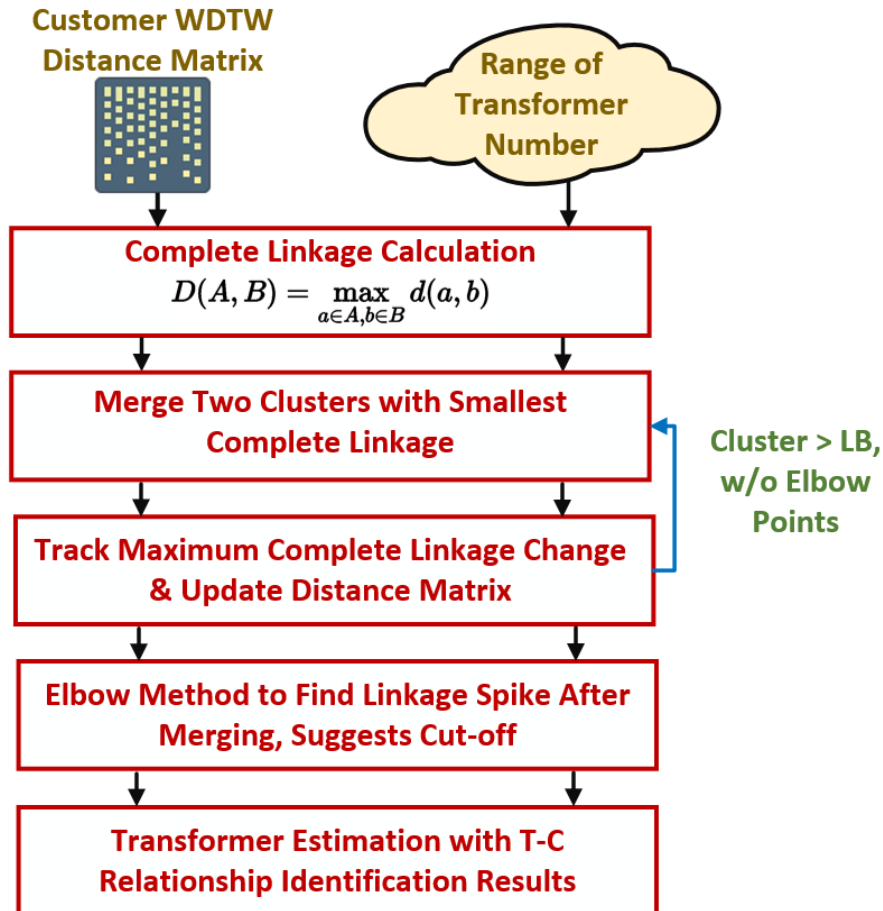 Customer WDTW
Distance Matrix
Range of
Transformer
Number
Complete Linkage Calculation
D(A, B) = max d(a, b)
a∈A,b∈B
Merge Two Clusters with Smallest
Complete Linkage
Cluster > LB,
w/o Elbow
Points
Track Maximum Complete Linkage Change
& Update Distance Matrix
Elbow Method to Find Linkage Spike After
Merging, Suggests Cut-off
Transformer Estimation with T-C
Relationship Identification Results